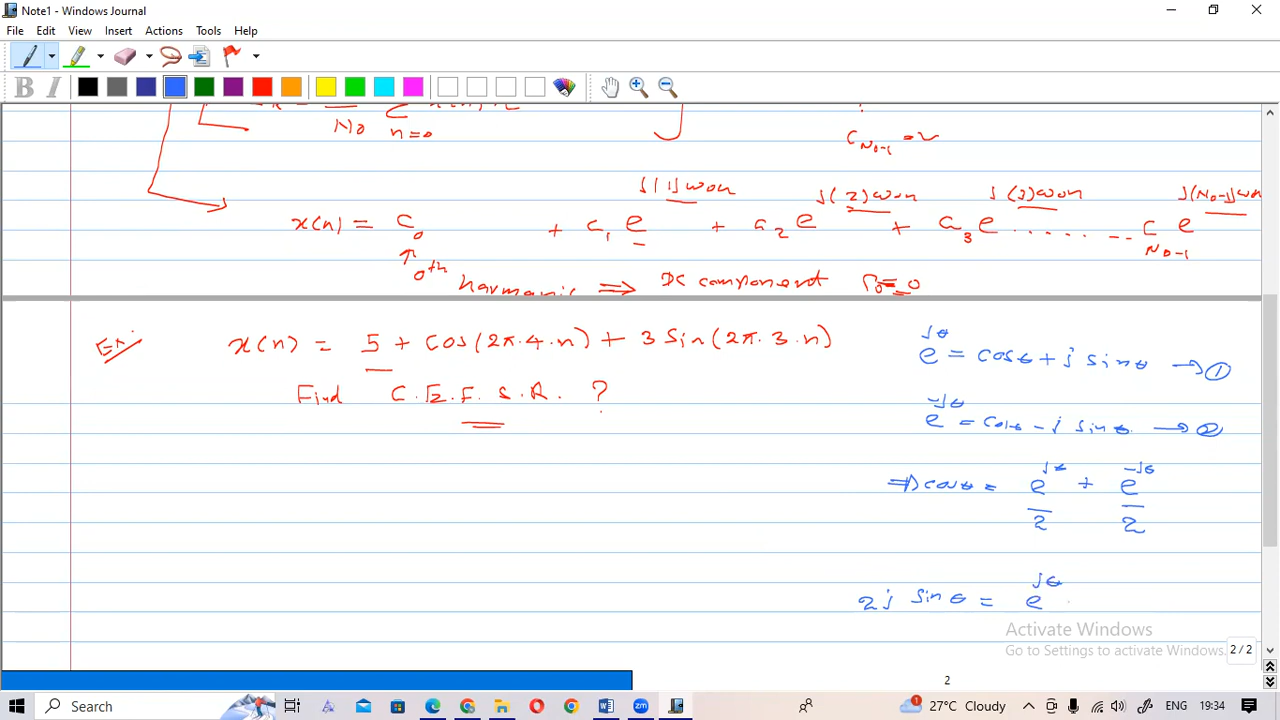 Note1 - Windows Journal
File Edit View Insert Actions Tools Help
B I
N0 n=0
C N0-1 = ~
x(n) = C0 + C1 e^j(1)ω0n + C2 e^j(2)ω0n + C3 e^j(3)ω0n ........ C N0-1 e^j(N0-1)ω0n
↑ 0th harmonic ⇒ DC component
Ex x(n) = 5 + cos(2π.4.n) + 3 sin(2π.3.n)
Find C.E.F.S.R. ?
e^jθ = cosθ + j sinθ → ①
e^-jθ = cosθ - j sinθ → ②
⇒ cosθ = e^jθ/2 + e^-jθ/2
2j sinθ = e^jθ
Activate Windows
Go to Settings to activate Windows.
2 / 2
2
Search
27°C Cloudy
ENG
19:34
1
zm